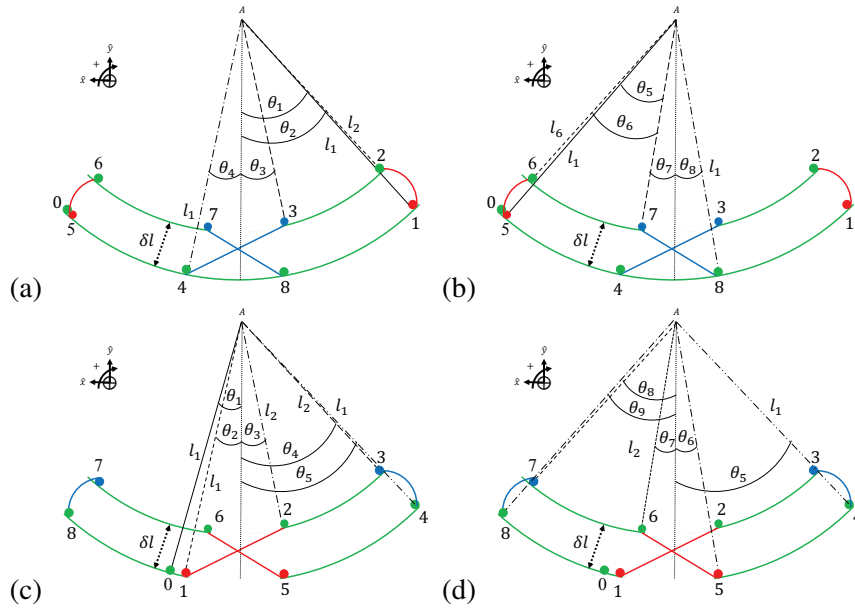 A
ŷ
+
x̂
θ₁
θ₂
l₂
l₁
θ₄
θ₃
6
2
0
5
l₁
7
3
1
δl
4
8
(a)
A
ŷ
+
x̂
θ₅
θ₆
l₆
l₁
θ₇
θ₈
l₁
6
2
0
5
7
3
1
δl
4
8
(b)
A
ŷ
+
x̂
θ₁
θ₂
θ₃
l₂
l₂
l₁
l₁
θ₄
θ₅
l₁
7
3
8
6
2
4
δl
0
1
5
(c)
A
ŷ
+
x̂
θ₈
θ₉
l₁
l₂
θ₇
θ₆
θ₅
7
3
8
6
2
4
δl
0
1
5
(d)